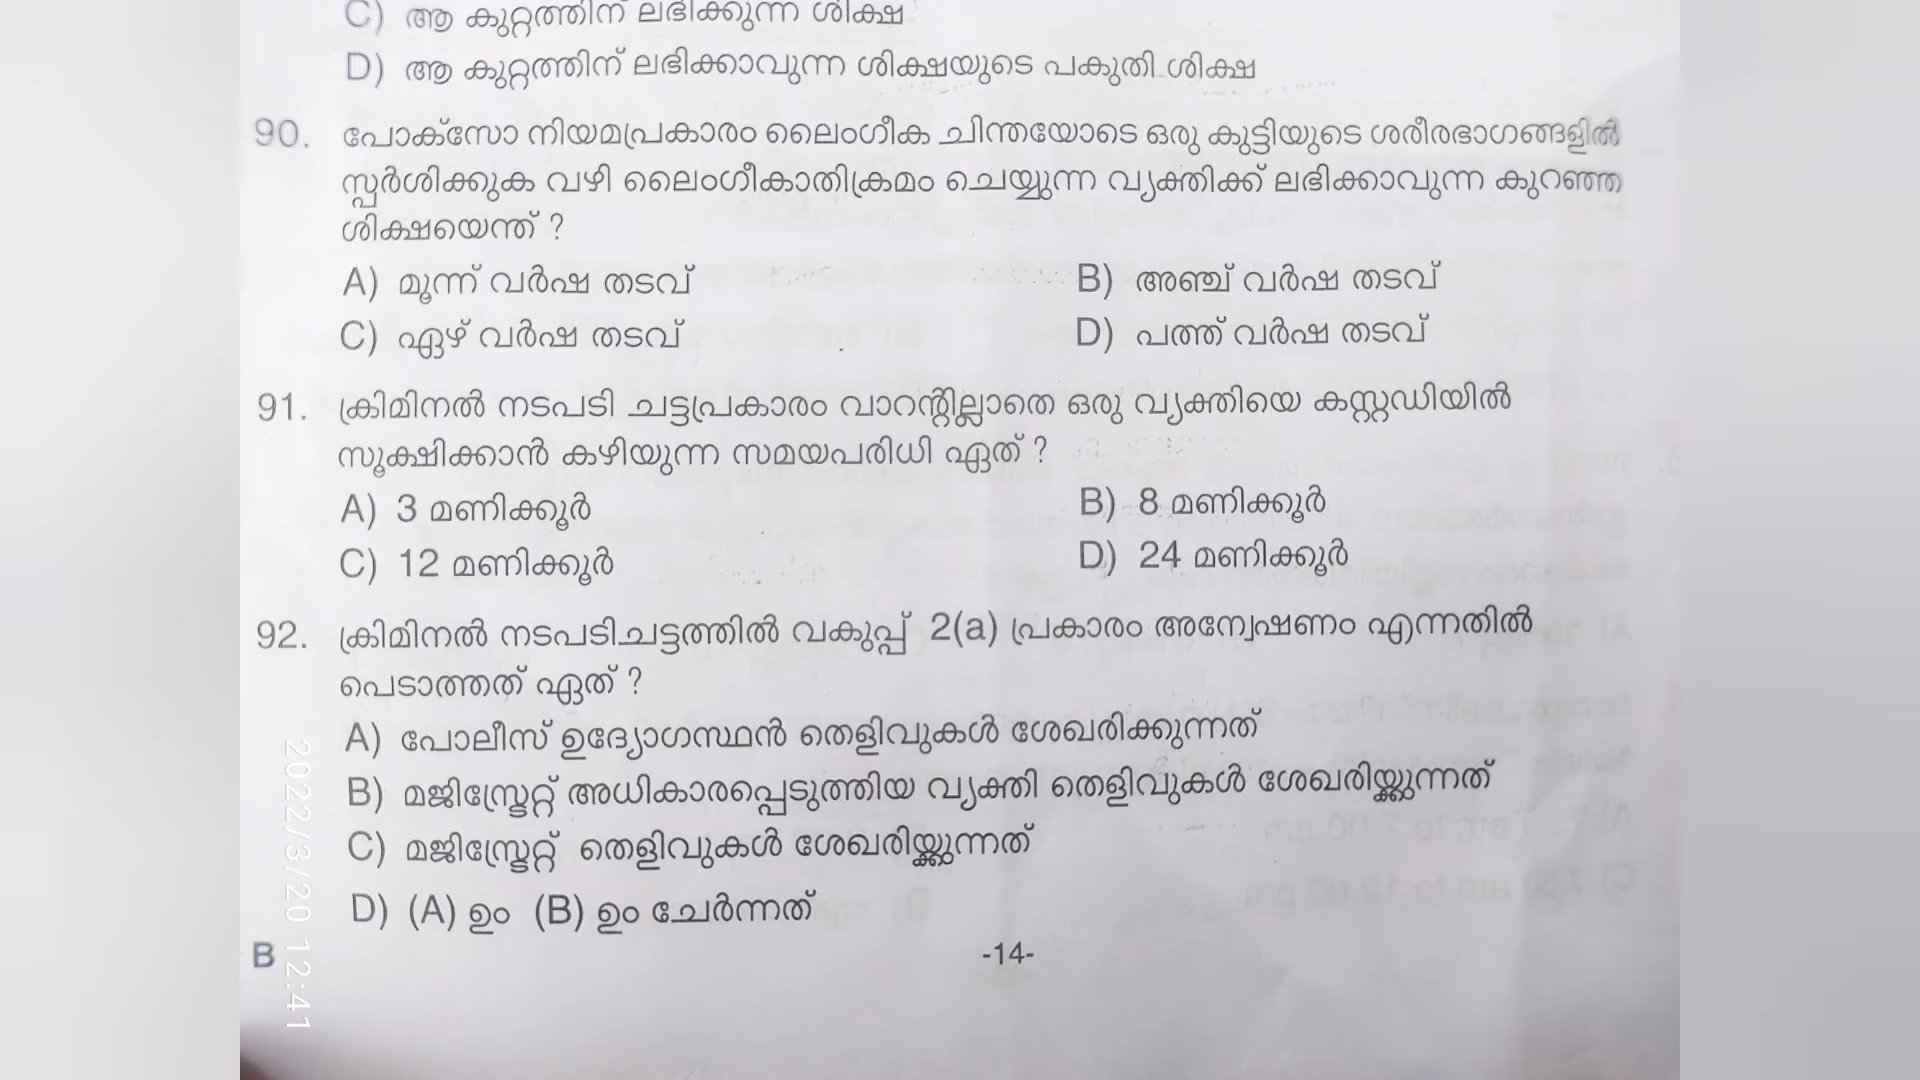 C) ആ കുറ്റത്തിന് ലഭിക്കുന്ന ശിക്ഷ
D) ആ കുറ്റത്തിന് ലഭിക്കാവുന്ന ശിക്ഷയുടെ പകുതി ശിക്ഷ
90. പോക്സോ നിയമപ്രകാരം ലൈംഗീക ചിന്തയോടെ ഒരു കുട്ടിയുടെ ശരീരഭാഗങ്ങളിൽ
സ്പർശിക്കുക വഴി ലൈംഗീകാതിക്രമം ചെയ്യുന്ന വ്യക്തിക്ക് ലഭിക്കാവുന്ന കുറഞ്ഞ
ശിക്ഷയെന്ത് ?
A) മൂന്ന് വർഷ തടവ് B) അഞ്ച് വർഷ തടവ്
C) ഏഴ് വർഷ തടവ് D) പത്ത് വർഷ തടവ്
91. ക്രിമിനൽ നടപടി ചട്ടപ്രകാരം വാറന്റില്ലാതെ ഒരു വ്യക്തിയെ കസ്റ്റഡിയിൽ
സൂക്ഷിക്കാൻ കഴിയുന്ന സമയപരിധി ഏത് ?
A) 3 മണിക്കൂർ B) 8 മണിക്കൂർ
C) 12 മണിക്കൂർ D) 24 മണിക്കൂർ
92. ക്രിമിനൽ നടപടിചട്ടത്തിൽ വകുപ്പ് 2(a) പ്രകാരം അന്വേഷണം എന്നതിൽ
പെടാത്തത് ഏത് ?
A) പോലീസ് ഉദ്യോഗസ്ഥൻ തെളിവുകൾ ശേഖരിക്കുന്നത്
B) മജിസ്ട്രേറ്റ് അധികാരപ്പെടുത്തിയ വ്യക്തി തെളിവുകൾ ശേഖരിയ്ക്കുന്നത്
C) മജിസ്ട്രേറ്റ് തെളിവുകൾ ശേഖരിയ്ക്കുന്നത്
D) (A) ഉം (B) ഉം ചേർന്നത്
B -14-
2022/3/20 12:41